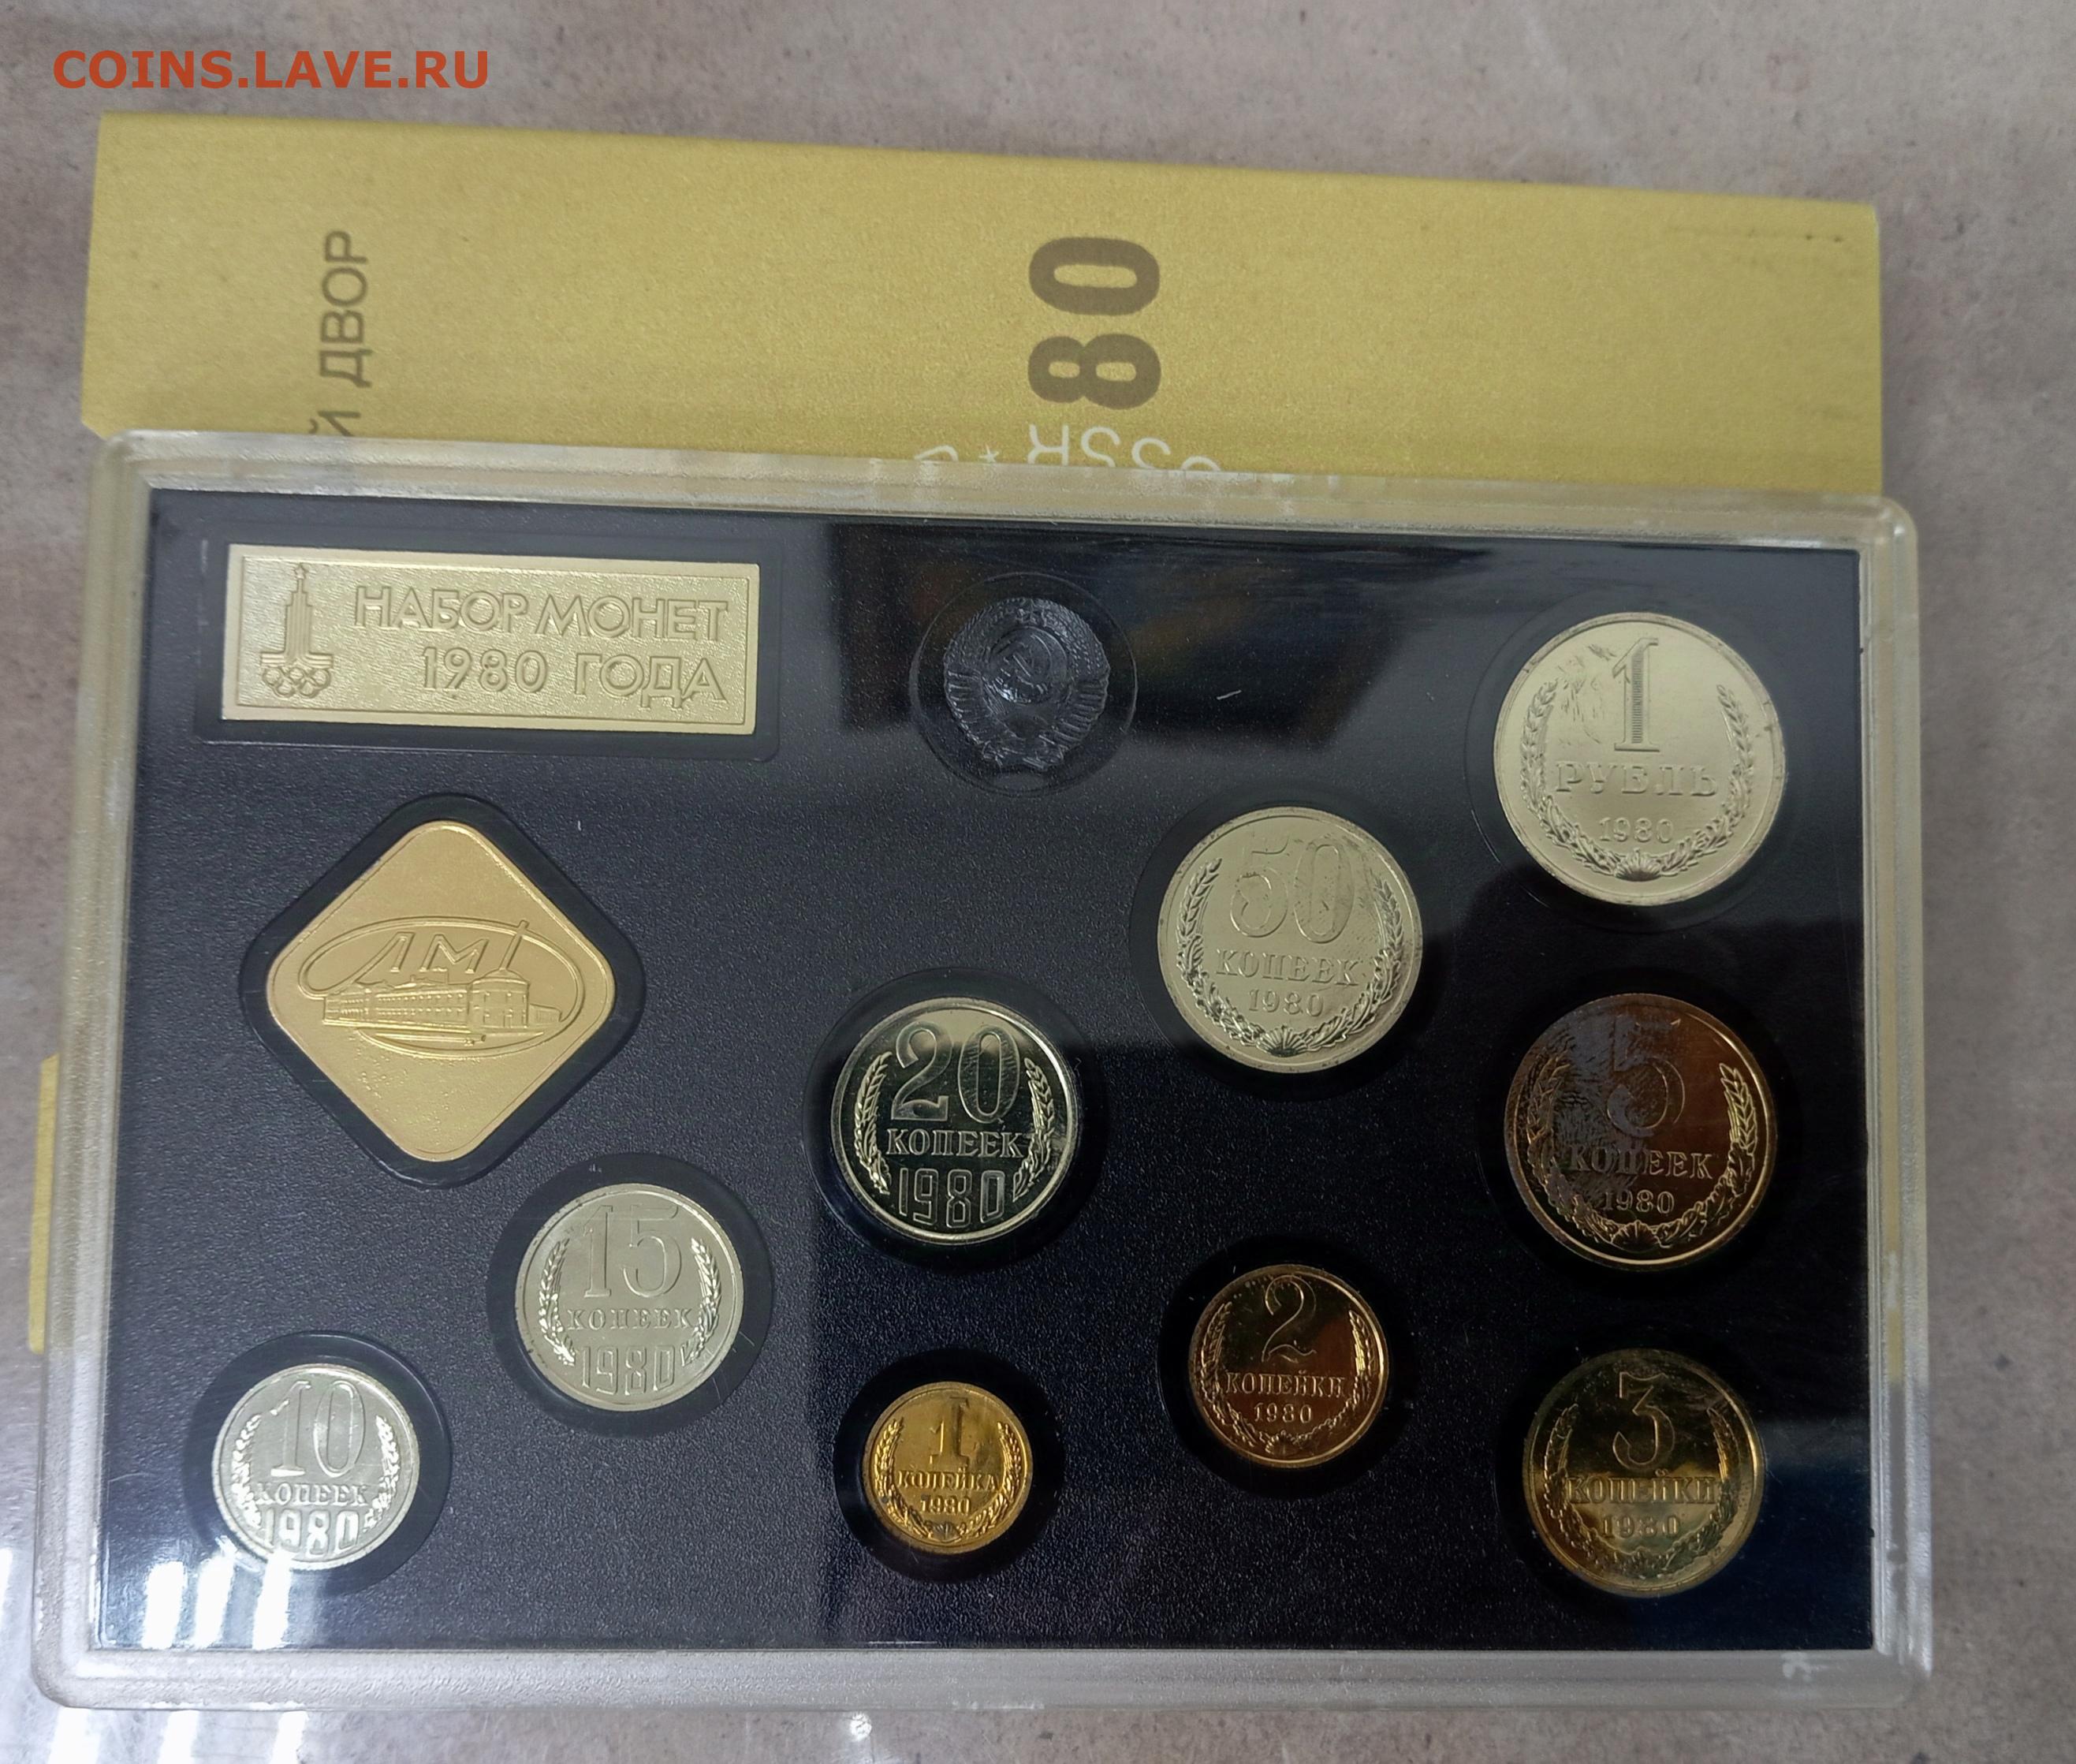 COINS.LAVE.RU
Й ДВОР
80
SSR *
НАБОР МОНЕТ
1980 ГОДА
ЛМД
1
РУБЛЬ
1980
50
КОПЕЕК
1980
20
КОПЕЕК
1980
5
КОПЕЕК
1980
15
КОПЕЕК
1980
2
КОПЕЙКИ
1980
10
КОПЕЕК
1980
1
КОПЕЙКА
1980
3
КОПЕЙКИ
1980